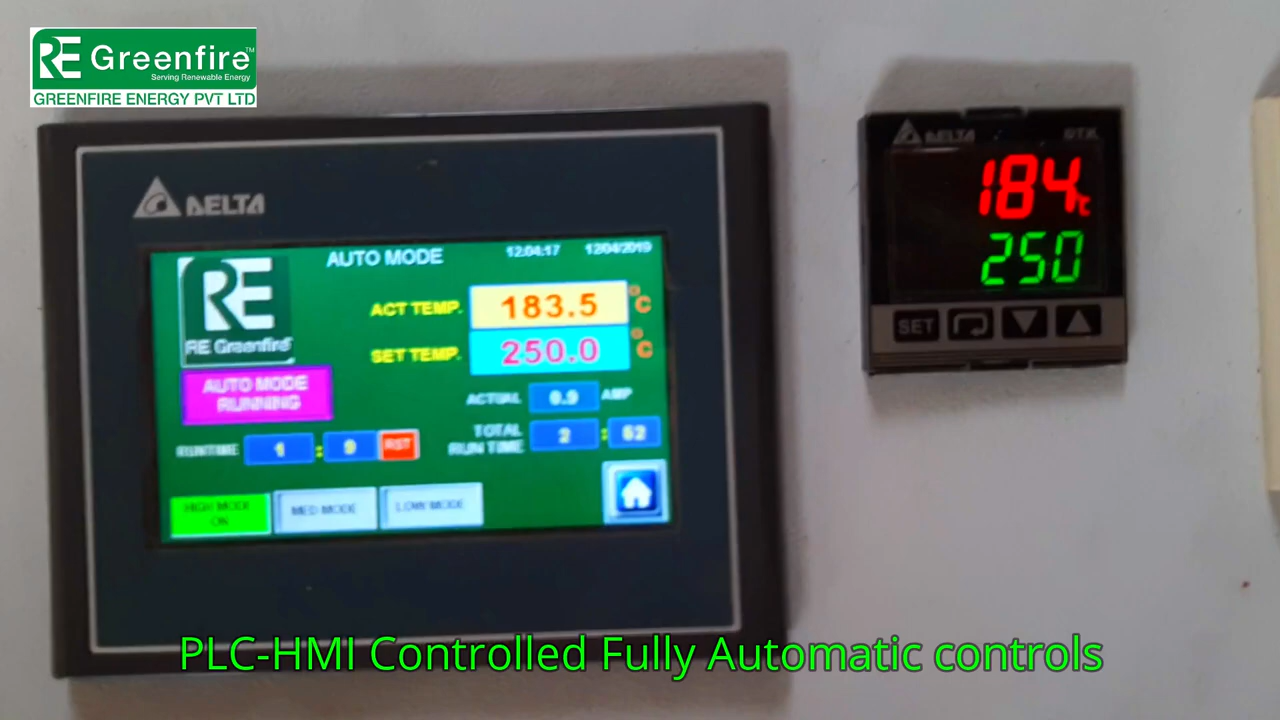 RE Greenfire™
Serving Renewable Energy
GREENFIRE ENERGY PVT LTD
DELTA
AUTO MODE
12:04:17
12/04/2019
RE
RE Greenfire
ACT TEMP.
183.5
°C
SET TEMP.
250.0
°C
AUTO MODE
RUNNING
ACTUAL
0.9
AMP
RUNTIME
1 : 9
RST
TOTAL
RUN TIME
2 : 52
HIGH MODE
ON
MED MODE
LOW MODE
DELTA
184
°C
250
SET
PLC-HMI Controlled Fully Automatic controls